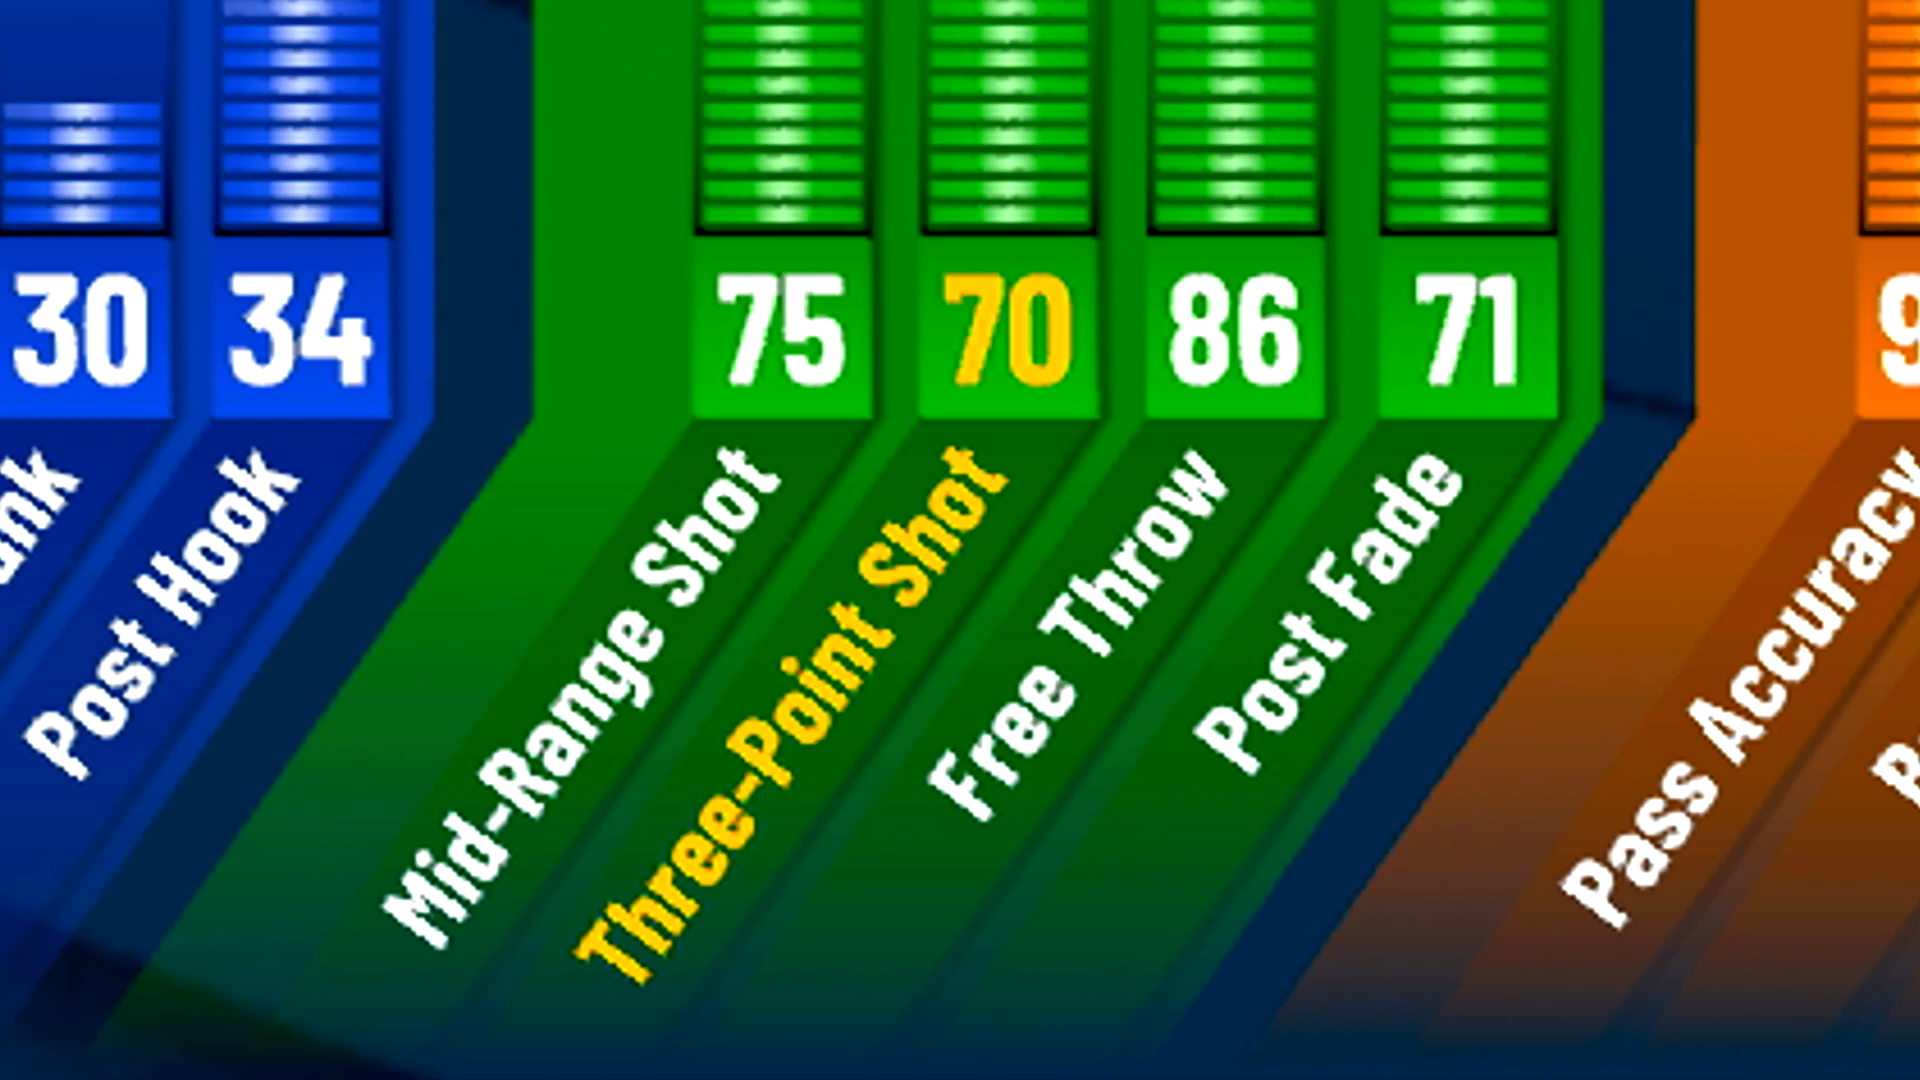 30
34
75
70
86
71
Post Hook
Mid-Range Shot
Three-Point Shot
Free Throw
Post Fade
Pass Accuracy